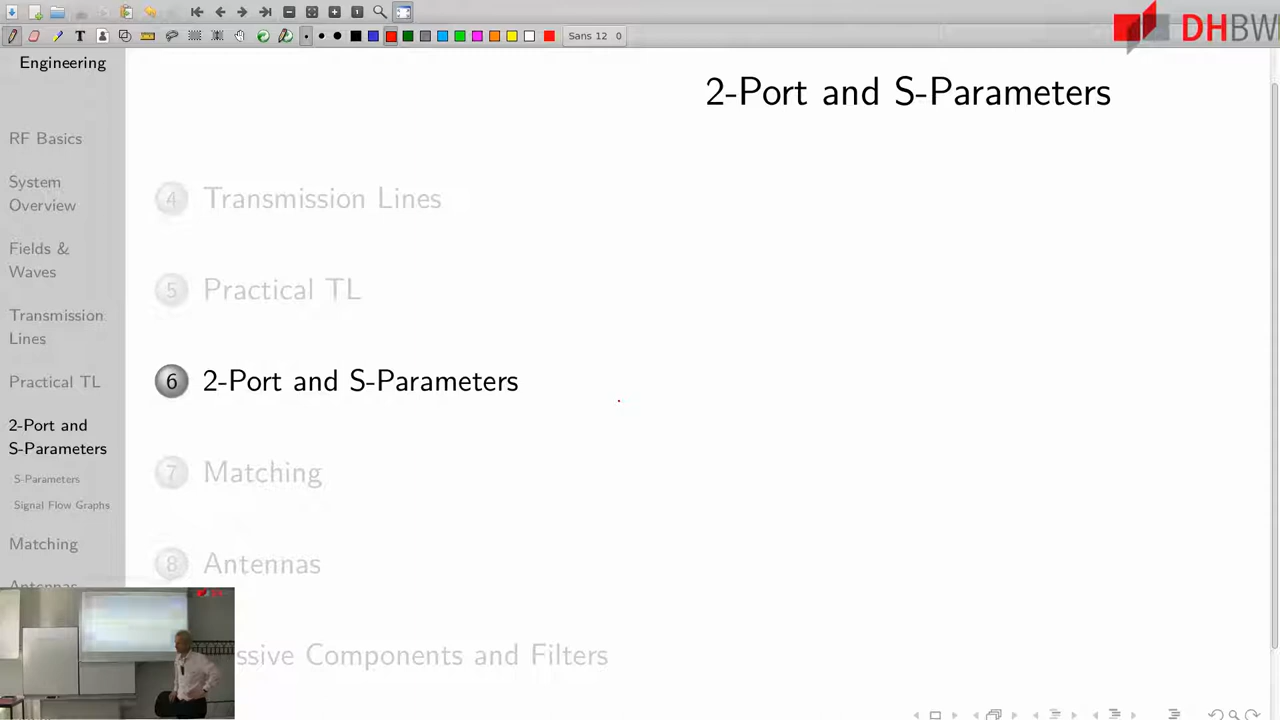 T
1
Sans 12 0
DHBW
Engineering
RF Basics
System
Overview
Fields &
Waves
Transmission
Lines
Practical TL
2-Port and
S-Parameters
S-Parameters
Signal Flow Graphs
Matching
Antennas
2-Port and S-Parameters
4 Transmission Lines
5 Practical TL
6 2-Port and S-Parameters
7 Matching
8 Antennas
ssive Components and Filters